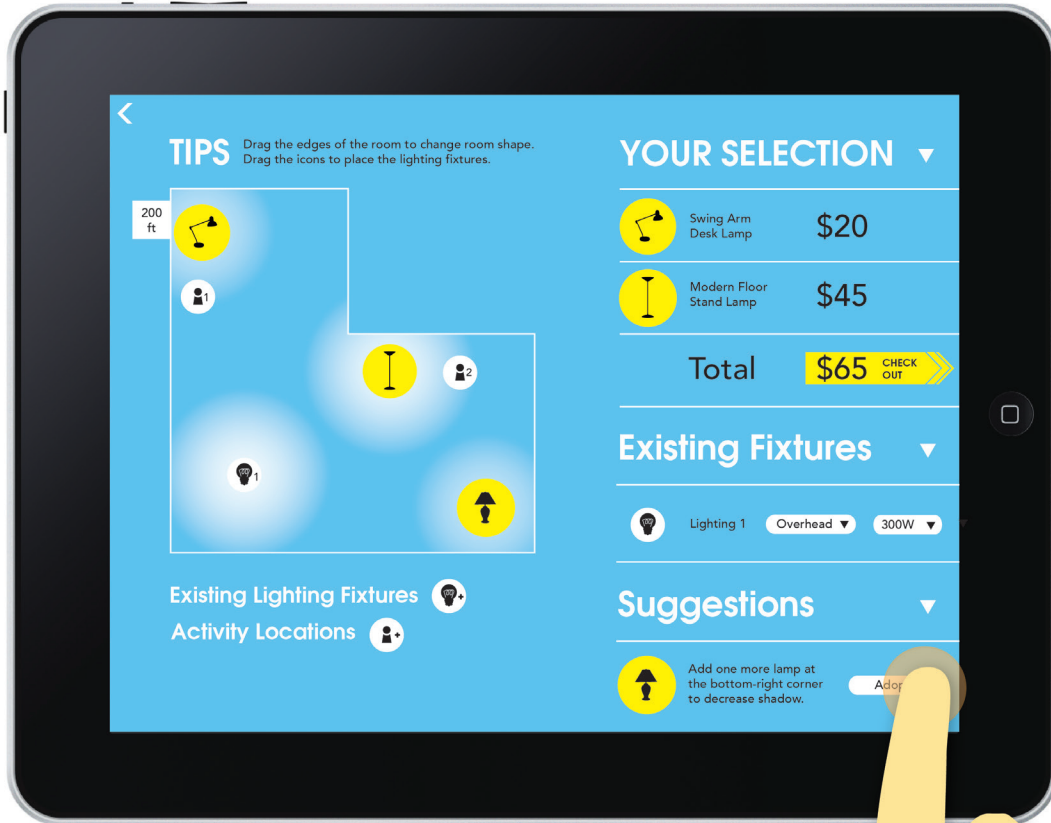 TIPS
Drag the edges of the room to change room shape.
Drag the icons to place the lighting fixtures.
200
ft
1
2
1
Existing Lighting Fixtures +
Activity Locations +
YOUR SELECTION
Swing Arm
Desk Lamp
$20
Modern Floor
Stand Lamp
$45
Total
$65
CHECK
OUT
Existing Fixtures
Lighting 1
Overhead
300W
Suggestions
Add one more lamp at
the bottom-right corner
to decrease shadow.